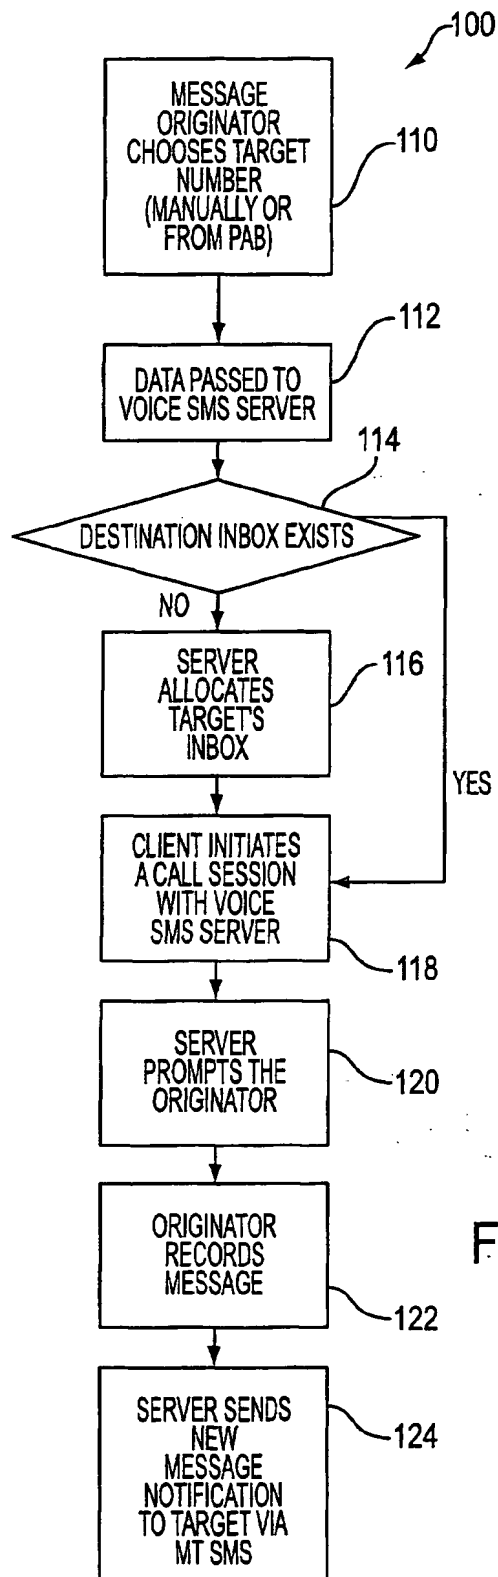 100
MESSAGE
ORIGINATOR
CHOOSES TARGET
NUMBER
(MANUALLY OR
FROM PAB)
110
112
DATA PASSED TO
VOICE SMS SERVER
114
DESTINATION INBOX EXISTS
NO
SERVER
ALLOCATES
TARGET'S
INBOX
116
YES
CLIENT INITIATES
A CALL SESSION
WITH VOICE
SMS SERVER
118
SERVER
PROMPTS THE
ORIGINATOR
120
ORIGINATOR
RECORDS
MESSAGE
F
122
SERVER SENDS
NEW
MESSAGE
NOTIFICATION
TO TARGET VIA
MT SMS
124